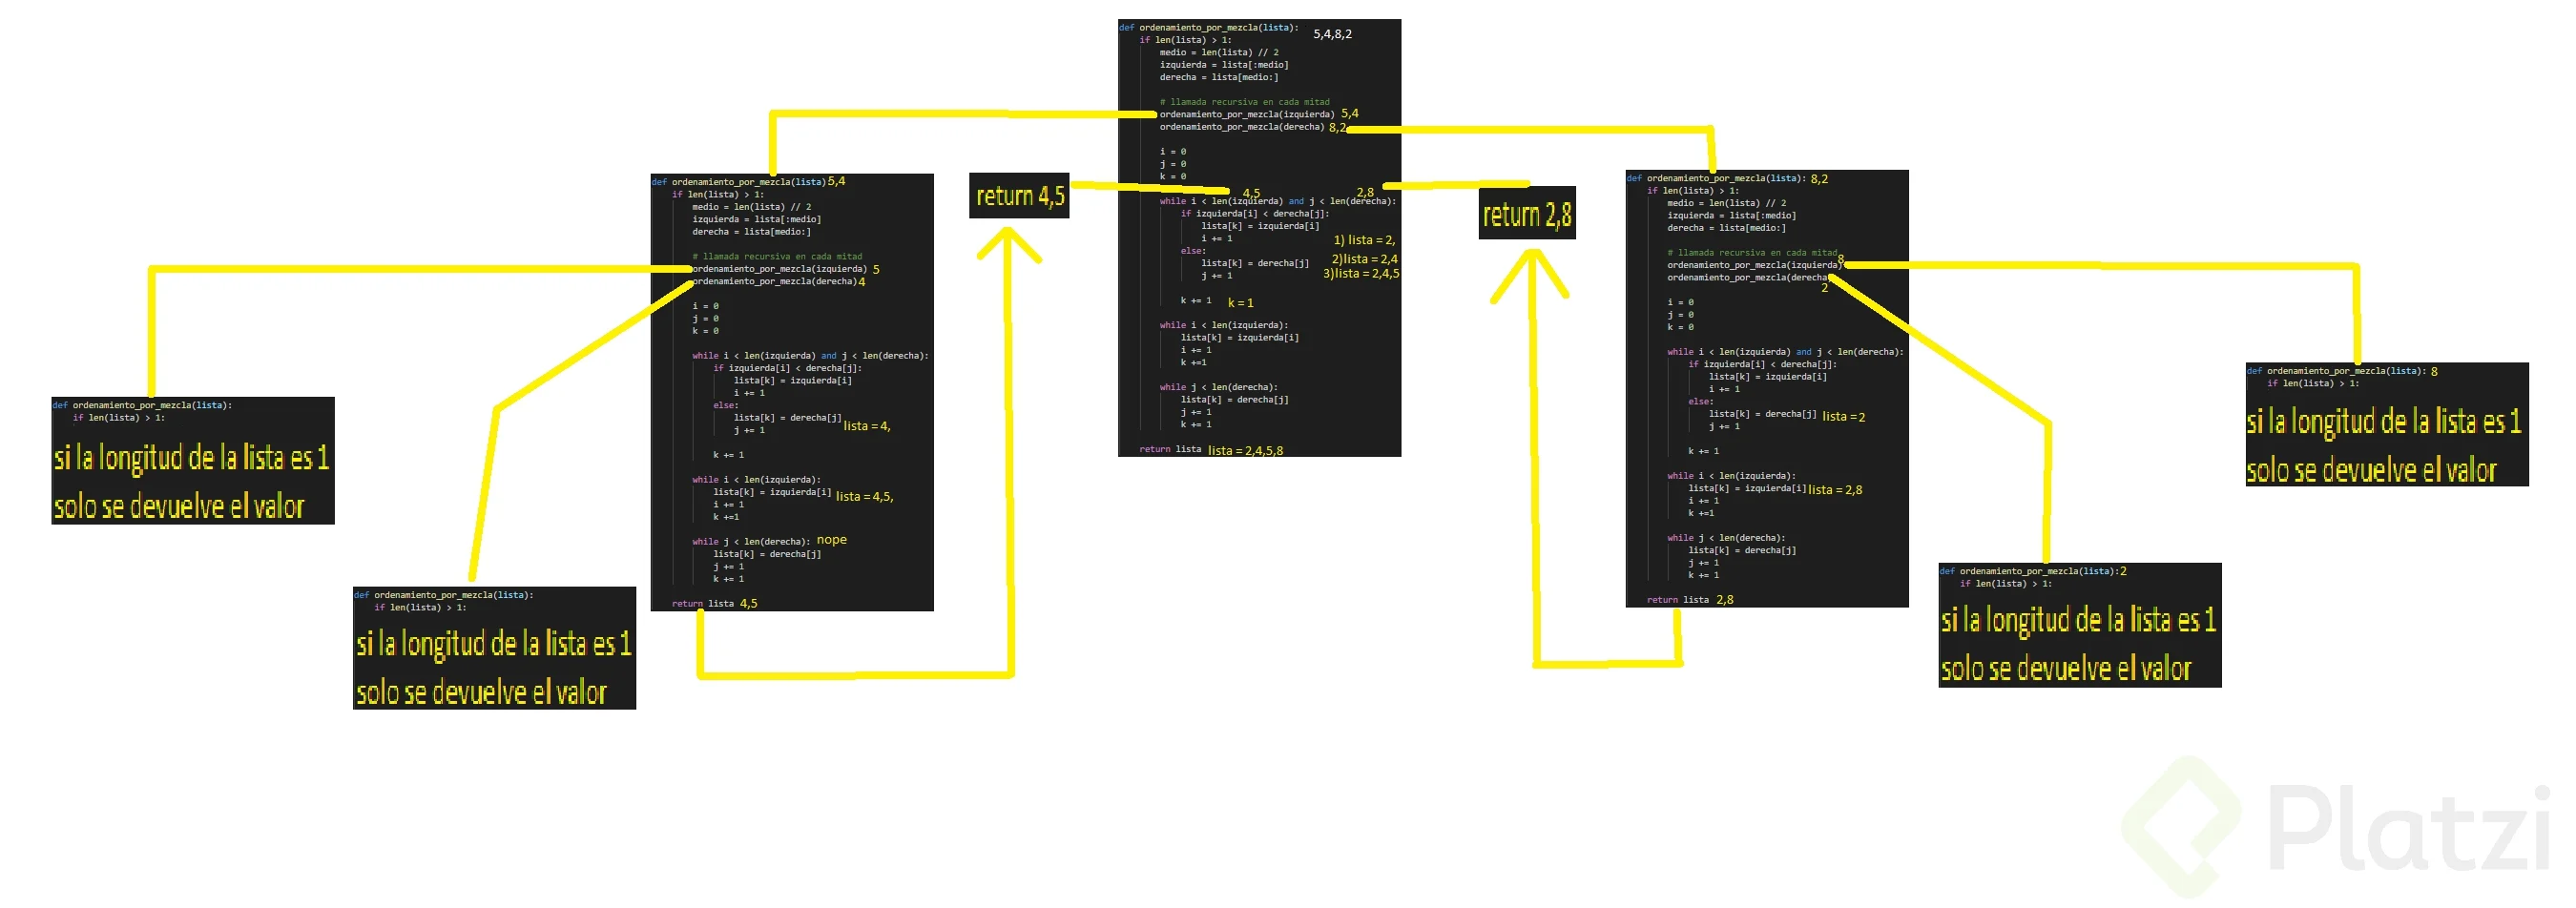 def ordenamiento_por_mezcla(lista): 5,4,8,2
if len(lista) > 1:
medio = len(lista) // 2
izquierda = lista[:medio]
derecha = lista[medio:]
# llamada recursiva en cada mitad
ordenamiento_por_mezcla(izquierda) 5,4
ordenamiento_por_mezcla(derecha) 8,2
i = 0
j = 0
k = 0
4,5 2,8
while i < len(izquierda) and j < len(derecha):
if izquierda[i] < derecha[j]:
lista[k] = izquierda[i]
i += 1 1) lista = 2,
else:
lista[k] = derecha[j] 2)lista = 2,4
j += 1 3)lista = 2,4,5
k += 1 k = 1
while i < len(izquierda):
lista[k] = izquierda[i]
i += 1
k +=1
while j < len(derecha):
lista[k] = derecha[j]
j += 1
k += 1
return lista lista = 2,4,5,8
def ordenamiento_por_mezcla(lista) 5,4
if len(lista) > 1:
medio = len(lista) // 2
izquierda = lista[:medio]
derecha = lista[medio:]
# llamada recursiva en cada mitad
ordenamiento_por_mezcla(izquierda) 5
ordenamiento_por_mezcla(derecha) 4
i = 0
j = 0
k = 0
while i < len(izquierda) and j < len(derecha):
if izquierda[i] < derecha[j]:
lista[k] = izquierda[i]
i += 1
else:
lista[k] = derecha[j]
j += 1 lista = 4,
k += 1
while i < len(izquierda):
lista[k] = izquierda[i] lista = 4,5,
i += 1
k +=1
while j < len(derecha): nope
lista[k] = derecha[j]
j += 1
k += 1
return lista 4,5
return 4,5
return 2,8
def ordenamiento_por_mezcla(lista): 8,2
if len(lista) > 1:
medio = len(lista) // 2
izquierda = lista[:medio]
derecha = lista[medio:]
# llamada recursiva en cada mitad
ordenamiento_por_mezcla(izquierda) 8
ordenamiento_por_mezcla(derecha
2
i = 0
j = 0
k = 0
while i < len(izquierda) and j < len(derecha):
if izquierda[i] < derecha[j]:
lista[k] = izquierda[i]
i += 1
else:
lista[k] = derecha[j] lista = 2
j += 1
k += 1
while i < len(izquierda):
lista[k] = izquierda[i] lista = 2,8
i += 1
k +=1
while j < len(derecha):
lista[k] = derecha[j]
j += 1
k += 1
return lista 2,8
def ordenamiento_por_mezcla(lista):
if len(lista) > 1:
si la longitud de la lista es 1
solo se devuelve el valor
def ordenamiento_por_mezcla(lista):
if len(lista) > 1:
si la longitud de la lista es 1
solo se devuelve el valor
def ordenamiento_por_mezcla(lista): 8
if len(lista) > 1:
si la longitud de la lista es 1
solo se devuelve el valor
def ordenamiento_por_mezcla(lista):2
if len(lista) > 1:
si la longitud de la lista es 1
solo se devuelve el valor
Platzi